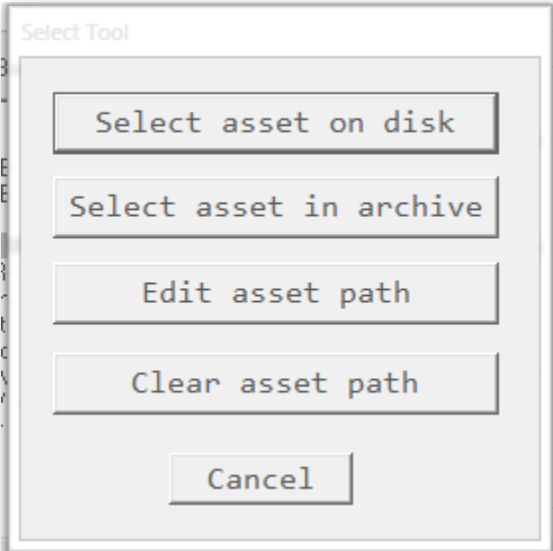 Select Tool
Select asset on disk
Select asset in archive
Edit asset path
Clear asset path
Cancel